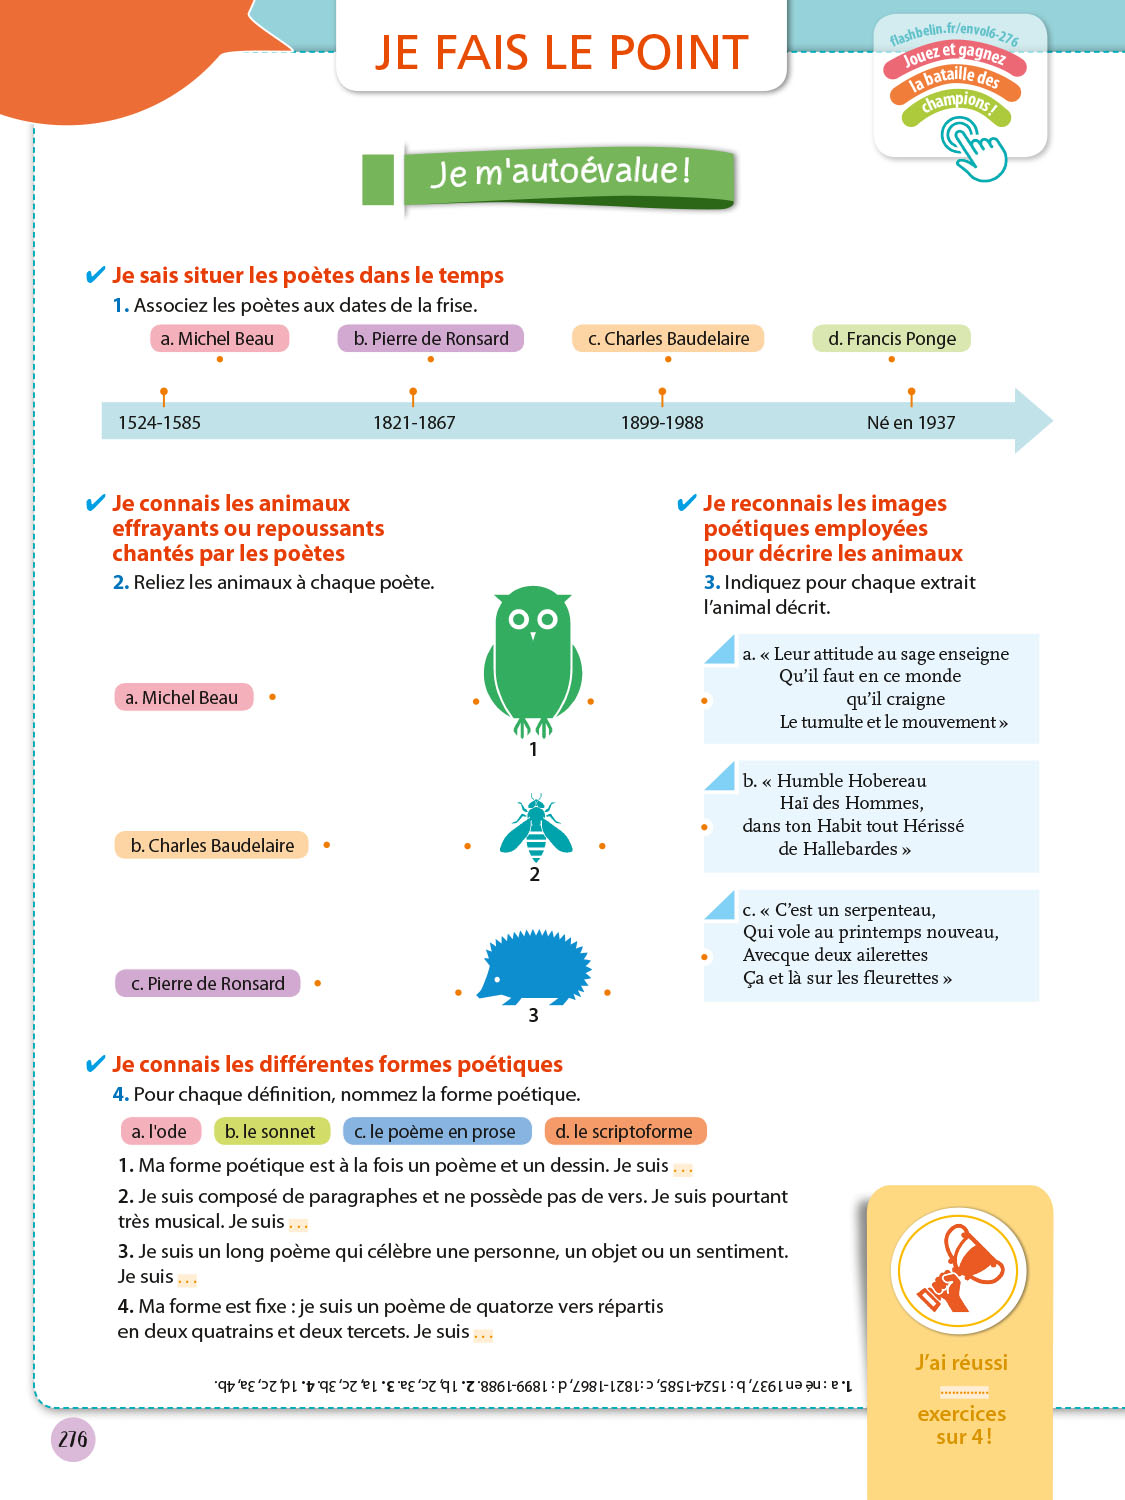 JE FAIS LE POINT
flashbelin.fr/envol6-276
Jouez et gagnez
la bataille des
champions !
Je m'autoévalue !
✔ Je sais situer les poètes dans le temps
1. Associez les poètes aux dates de la frise.
a. Michel Beau
b. Pierre de Ronsard
c. Charles Baudelaire
d. Francis Ponge
1524-1585
1821-1867
1899-1988
Né en 1937
✔ Je connais les animaux
effrayants ou repoussants
chantés par les poètes
2. Reliez les animaux à chaque poète.
a. Michel Beau
1
b. Charles Baudelaire
2
c. Pierre de Ronsard
3
✔ Je reconnais les images
poétiques employées
pour décrire les animaux
3. Indiquez pour chaque extrait
l'animal décrit.
a. « Leur attitude au sage enseigne
Qu'il faut en ce monde
qu'il craigne
Le tumulte et le mouvement »
b. « Humble Hobereau
Haï des Hommes,
dans ton Habit tout Hérissé
de Hallebardes »
c. « C'est un serpenteau,
Qui vole au printemps nouveau,
Avecque deux ailerettes
Ça et là sur les fleurettes »
✔ Je connais les différentes formes poétiques
4. Pour chaque définition, nommez la forme poétique.
a. l'ode
b. le sonnet
c. le poème en prose
d. le scriptoforme
1. Ma forme poétique est à la fois un poème et un dessin. Je suis ...
2. Je suis composé de paragraphes et ne possède pas de vers. Je suis pourtant
très musical. Je suis ...
3. Je suis un long poème qui célèbre une personne, un objet ou un sentiment.
Je suis ...
4. Ma forme est fixe : je suis un poème de quatorze vers répartis
en deux quatrains et deux tercets. Je suis ...
1. a : né en 1937, b : 1524-1585, c :1821-1867, d : 1899-1988. 2. 1b, 2c, 3a. 3. 1a, 2c, 3b. 4. 1d, 2c, 3a, 4b.
J'ai réussi
..............
exercices
sur 4 !
276